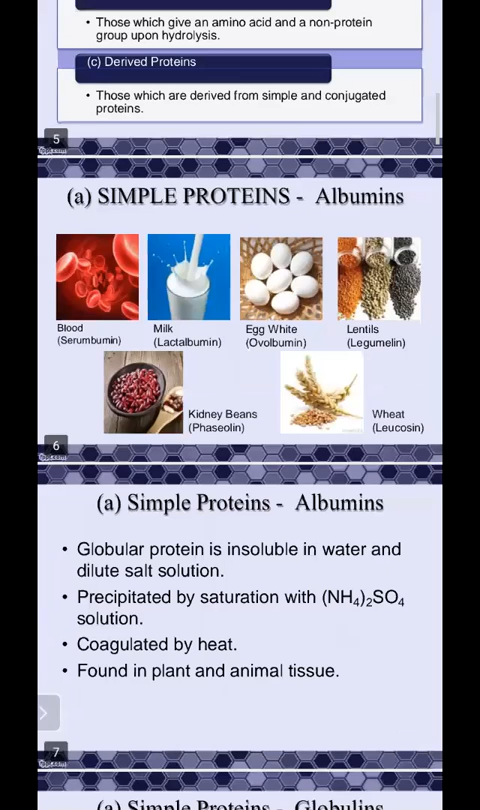 • Those which give an amino acid and a non-protein
group upon hydrolysis.
(c) Derived Proteins
• Those which are derived from simple and conjugated
proteins.
5
(a) SIMPLE PROTEINS - Albumins
Blood
(Serumbumin)
Milk
(Lactalbumin)
Egg White
(Ovolbumin)
Lentils
(Legumelin)
Kidney Beans
(Phaseolin)
Wheat
(Leucosin)
6
(a) Simple Proteins - Albumins
• Globular protein is insoluble in water and
dilute salt solution.
• Precipitated by saturation with (NH₄)₂SO₄
solution.
• Coagulated by heat.
• Found in plant and animal tissue.
7
(a) Simple Proteins - Globulins